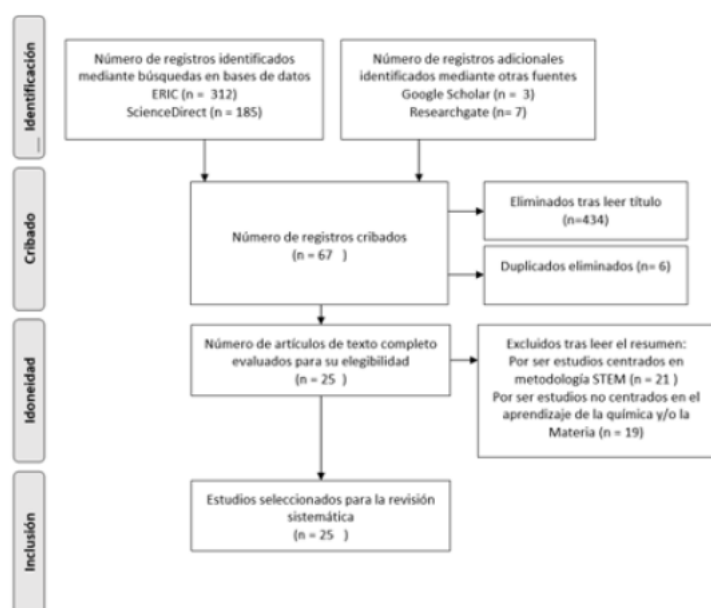 Identificación
Número de registros identificados
mediante búsquedas en bases de datos
ERIC (n = 312)
ScienceDirect (n = 185)
Número de registros adicionales
identificados mediante otras fuentes
Google Scholar (n = 3)
Researchgate (n= 7)
Cribado
Número de registros cribados
(n = 67 )
Eliminados tras leer título
(n=434)
Duplicados eliminados (n= 6)
Idoneidad
Número de artículos de texto completo
evaluados para su elegibilidad
(n = 25 )
Excluidos tras leer el resumen:
Por ser estudios centrados en
metodología STEM (n = 21 )
Por ser estudios no centrados en el
aprendizaje de la química y/o la
Materia (n = 19)
Inclusión
Estudios seleccionados para la revisión
sistemática
(n = 25 )